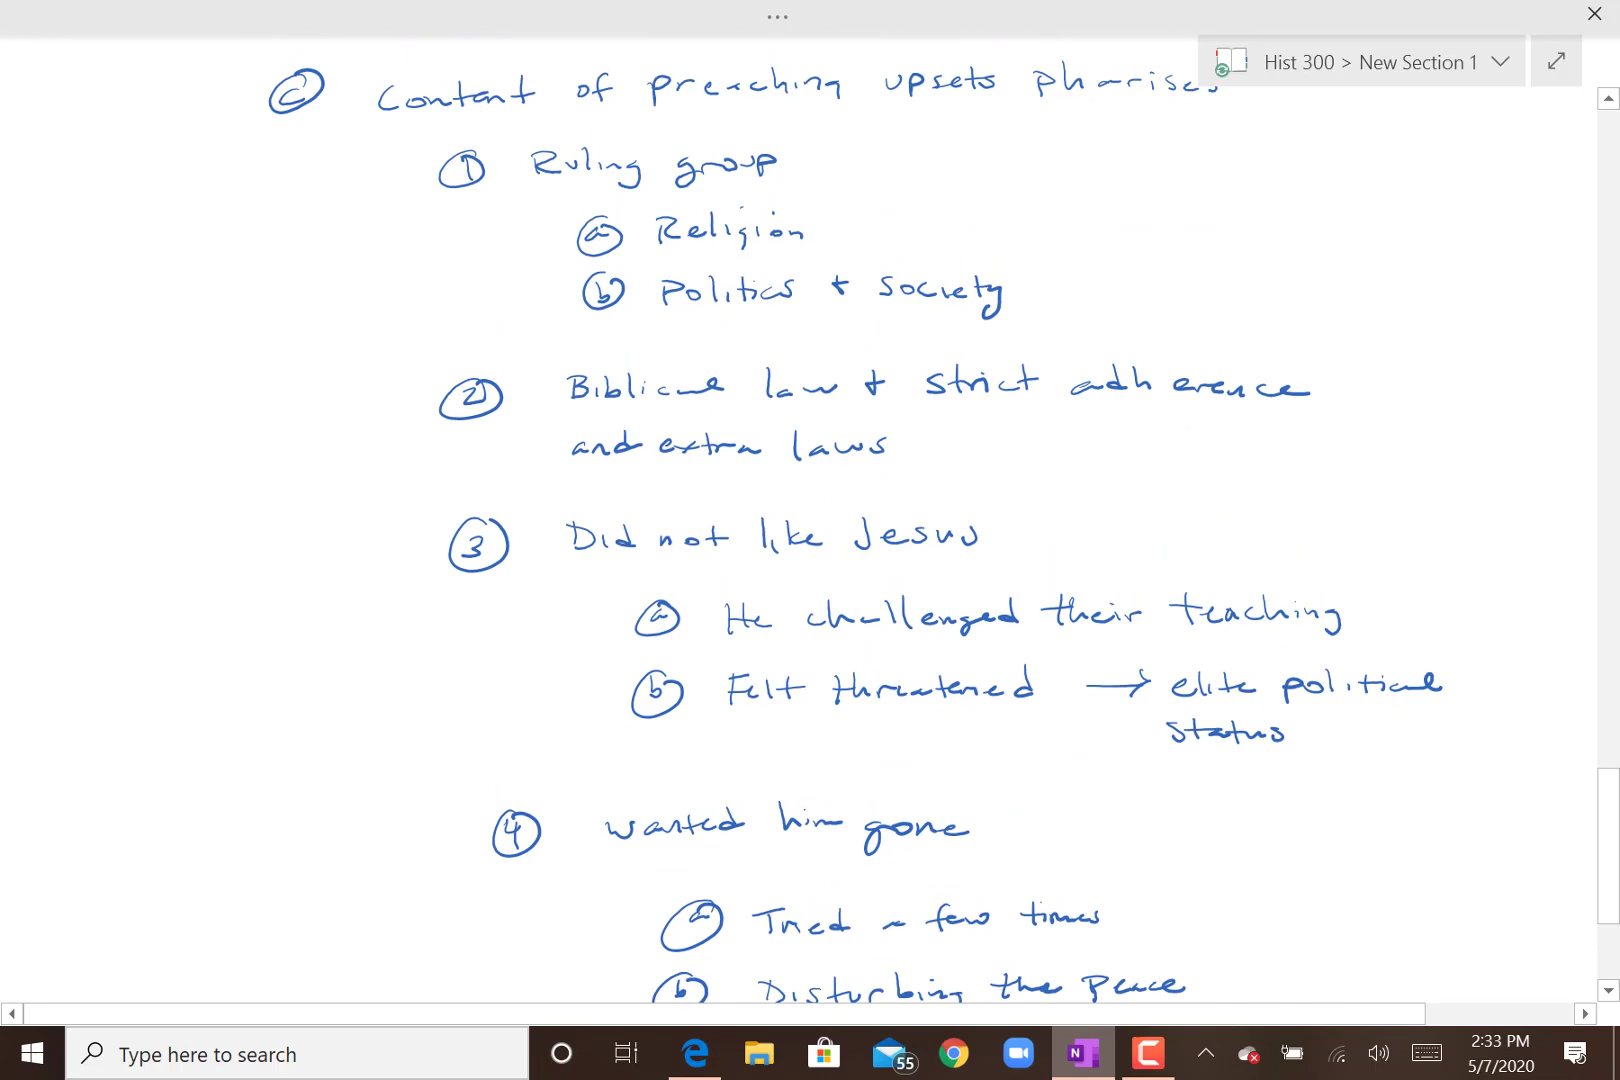 ...
Hist 300 > New Section 1
C Content of preaching upsets pharises
1 Ruling group
a Religion
b Politics + society
2 Biblical law + strict adherence
and extra laws
3 Did not like Jesus
a He challenged their teaching
b Felt threatened → elite political
status
4 wanted him gone
a Tried a few times
b Disturbing the Peace
Type here to search
55
N
2:33 PM
5/7/2020